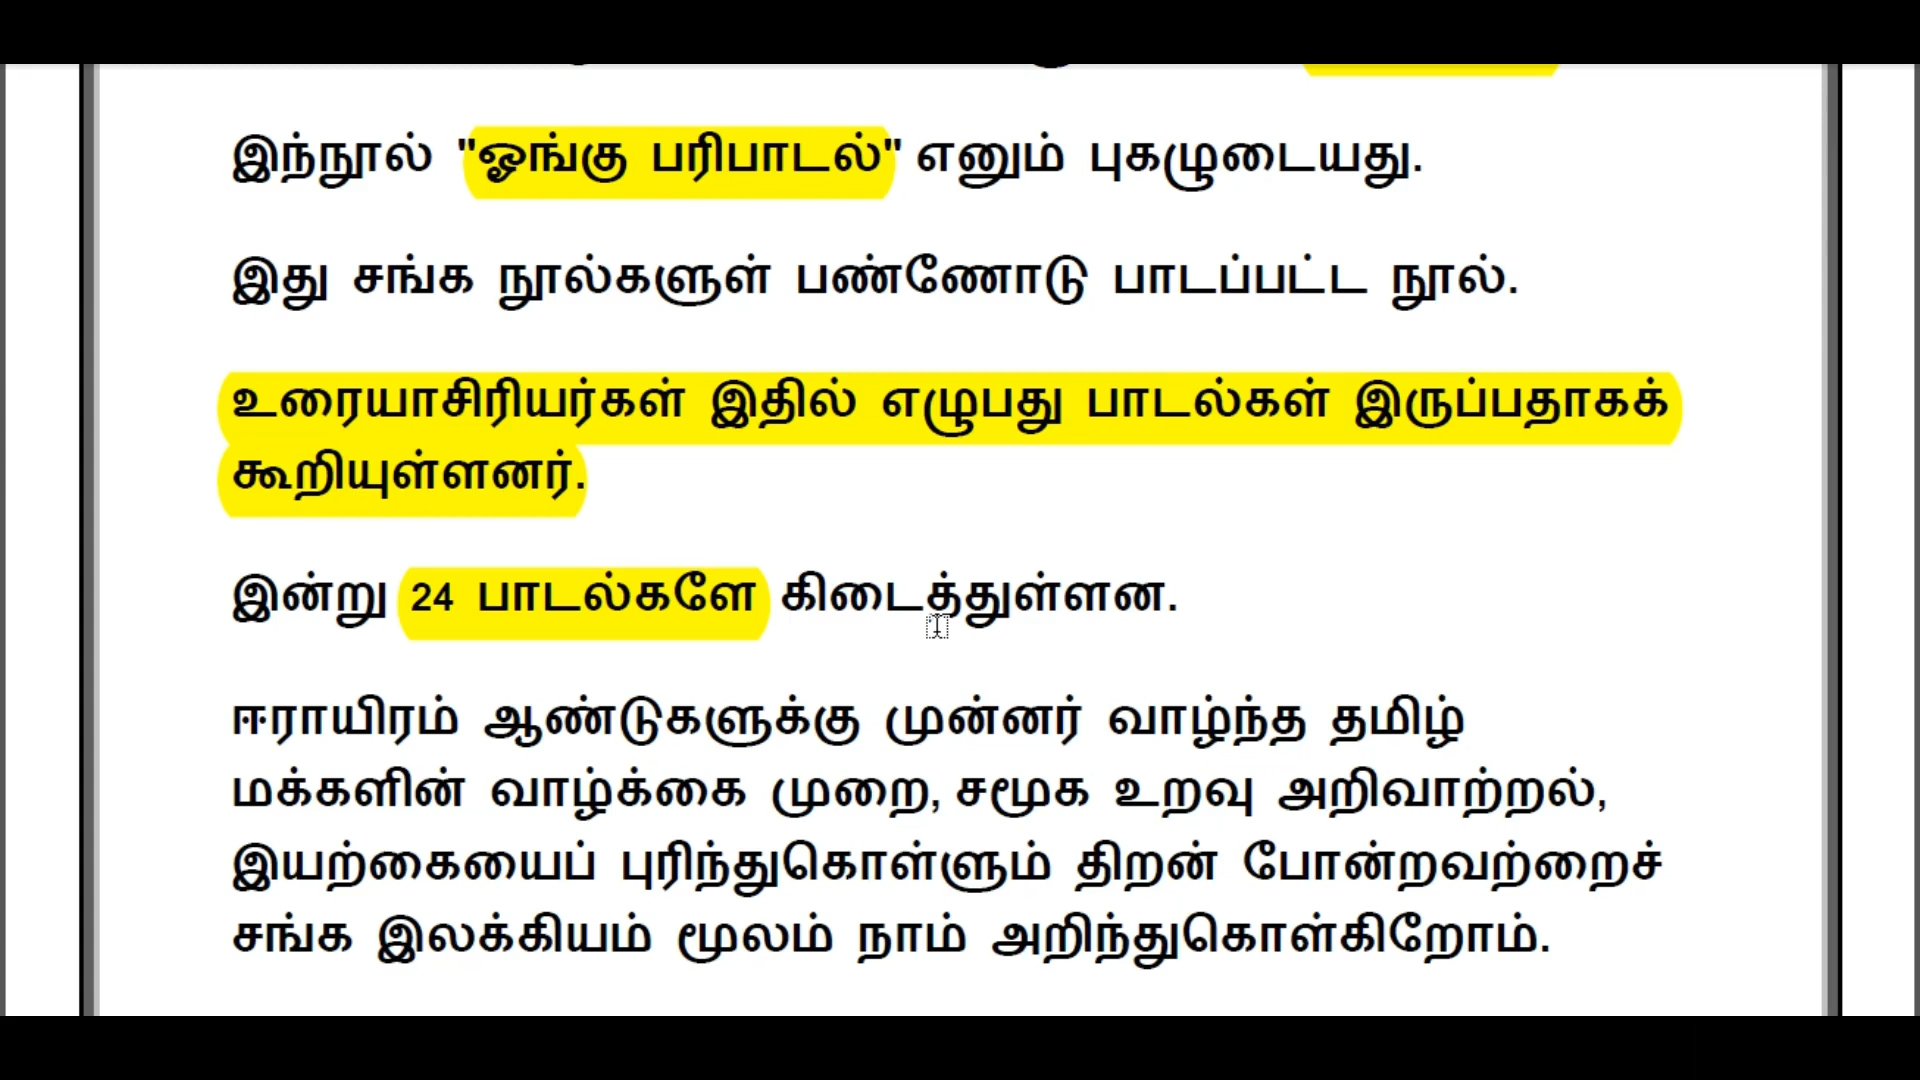 இந்நூல் "ஓங்கு பரிபாடல்" எனும் புகழுடையது.
இது சங்க நூல்களுள் பண்ணோடு பாடப்பட்ட நூல்.
உரையாசிரியர்கள் இதில் எழுபது பாடல்கள் இருப்பதாகக்
கூறியுள்ளனர்.
இன்று 24 பாடல்களே கிடைத்துள்ளன.
ஈராயிரம் ஆண்டுகளுக்கு முன்னர் வாழ்ந்த தமிழ்
மக்களின் வாழ்க்கை முறை, சமூக உறவு அறிவாற்றல்,
இயற்கையைப் புரிந்துகொள்ளும் திறன் போன்றவற்றைச்
சங்க இலக்கியம் மூலம் நாம் அறிந்துகொள்கிறோம்.